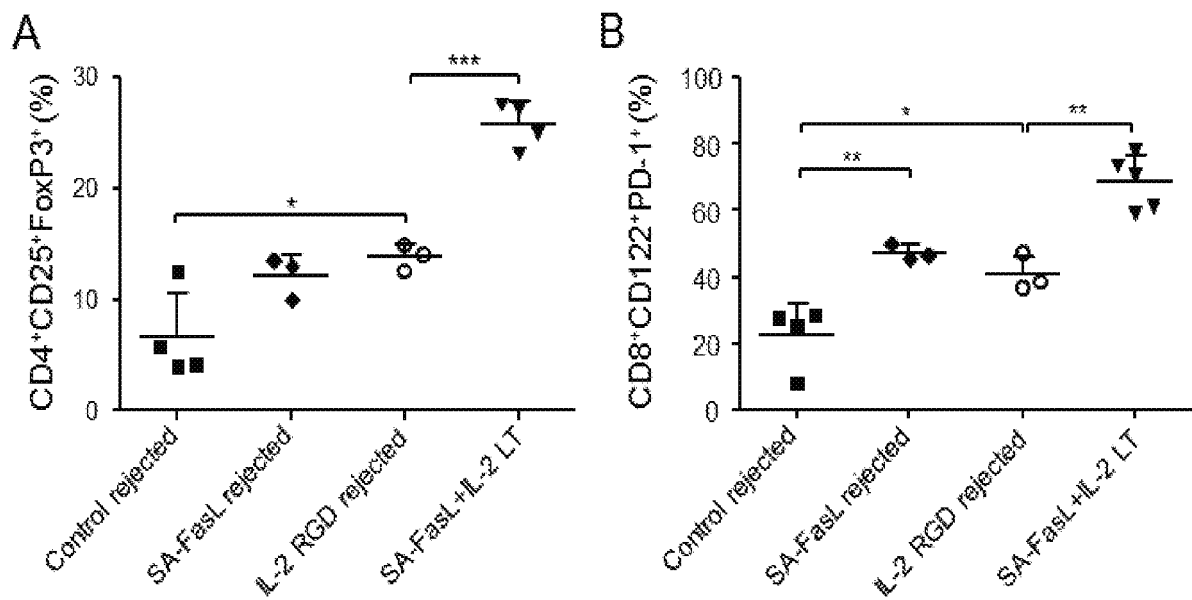 A
CD4⁺CD25⁺FoxP3⁺ (%)
30
20
10
0
*
***
Control rejected
SA-FasL rejected
IL-2 RGD rejected
SA-FasL+IL-2 LT
B
CD8⁺CD122⁺PD-1⁺ (%)
100
80
60
40
20
0
*
**
**
Control rejected
SA-FasL rejected
IL-2 RGD rejected
SA-FasL+IL-2 LT